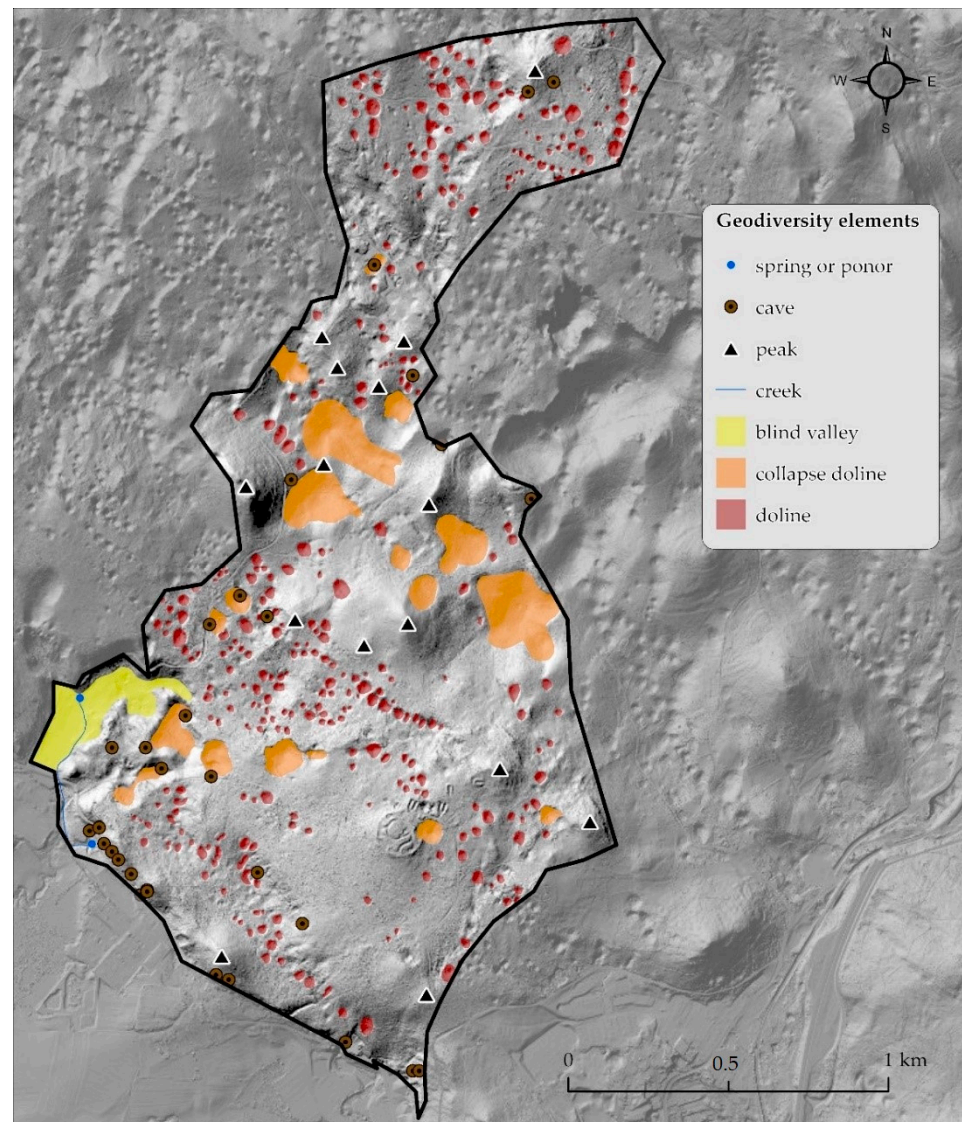 N
W E
S
Geodiversity elements
spring or ponor
cave
peak
creek
blind valley
collapse doline
doline
0 0.5 1 km